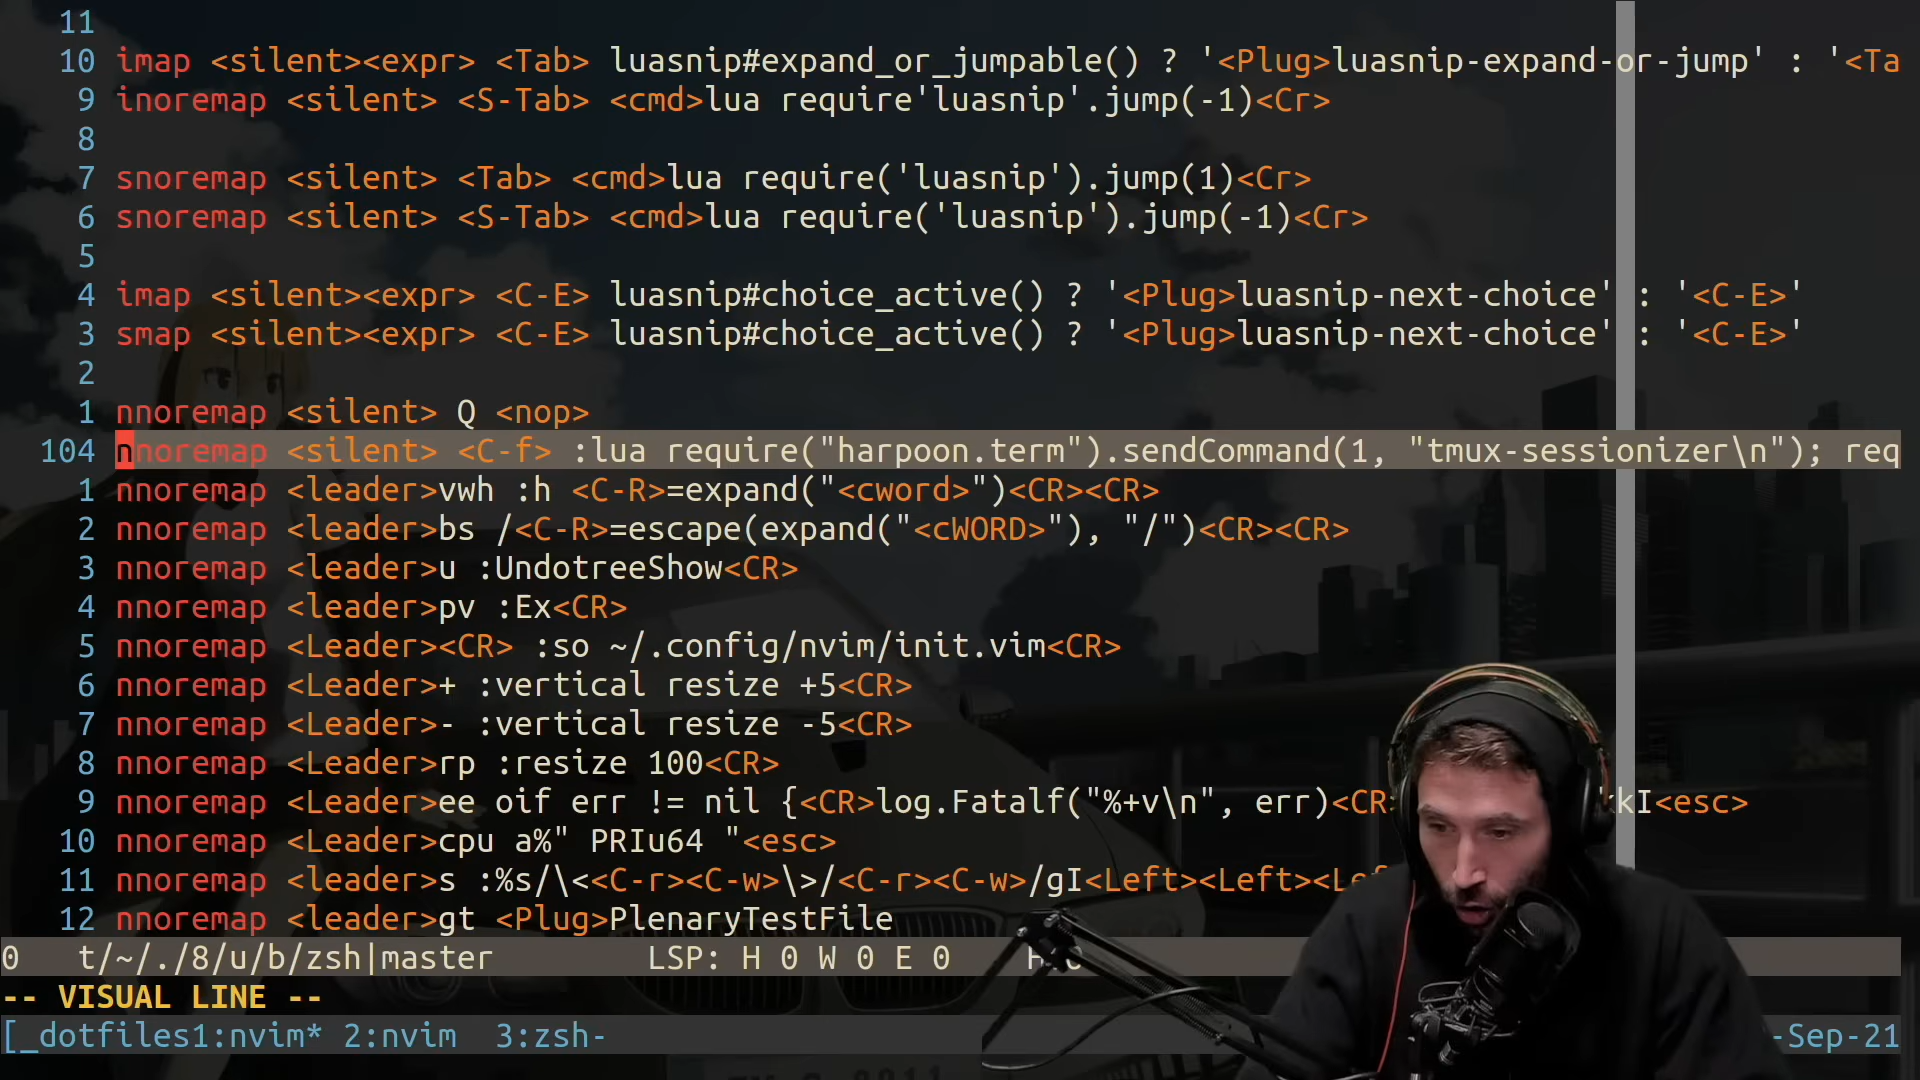 11
10 imap <silent><expr> <Tab> luasnip#expand_or_jumpable() ? '<Plug>luasnip-expand-or-jump' : '<Ta
9 inoremap <silent> <S-Tab> <cmd>lua require'luasnip'.jump(-1)<Cr>
8
7 snoremap <silent> <Tab> <cmd>lua require('luasnip').jump(1)<Cr>
6 snoremap <silent> <S-Tab> <cmd>lua require('luasnip').jump(-1)<Cr>
5
4 imap <silent><expr> <C-E> luasnip#choice_active() ? '<Plug>luasnip-next-choice' : '<C-E>'
3 smap <silent><expr> <C-E> luasnip#choice_active() ? '<Plug>luasnip-next-choice' : '<C-E>'
2
1 nnoremap <silent> Q <nop>
104 nnoremap <silent> <C-f> :lua require("harpoon.term").sendCommand(1, "tmux-sessionizer\n"); req
1 nnoremap <leader>vwh :h <C-R>=expand("<cword>")<CR><CR>
2 nnoremap <leader>bs /<C-R>=escape(expand("<cWORD>"), "/")<CR><CR>
3 nnoremap <leader>u :UndotreeShow<CR>
4 nnoremap <leader>pv :Ex<CR>
5 nnoremap <Leader><CR> :so ~/.config/nvim/init.vim<CR>
6 nnoremap <Leader>+ :vertical resize +5<CR>
7 nnoremap <Leader>- :vertical resize -5<CR>
8 nnoremap <Leader>rp :resize 100<CR>
9 nnoremap <Leader>ee oif err != nil {<CR>log.Fatalf("%+v\n", err)<CR kI<esc>
10 nnoremap <Leader>cpu a%" PRIu64 "<esc>
11 nnoremap <leader>s :%s/\<<C-r><C-w>\>/<C-r><C-w>/gI<Left><Left><Lef
12 nnoremap <leader>gt <Plug>PlenaryTestFile
0 t/~/./8/u/b/zsh|master LSP: H 0 W 0 E 0
-- VISUAL LINE --
[_dotfiles1:nvim* 2:nvim 3:zsh- -Sep-21